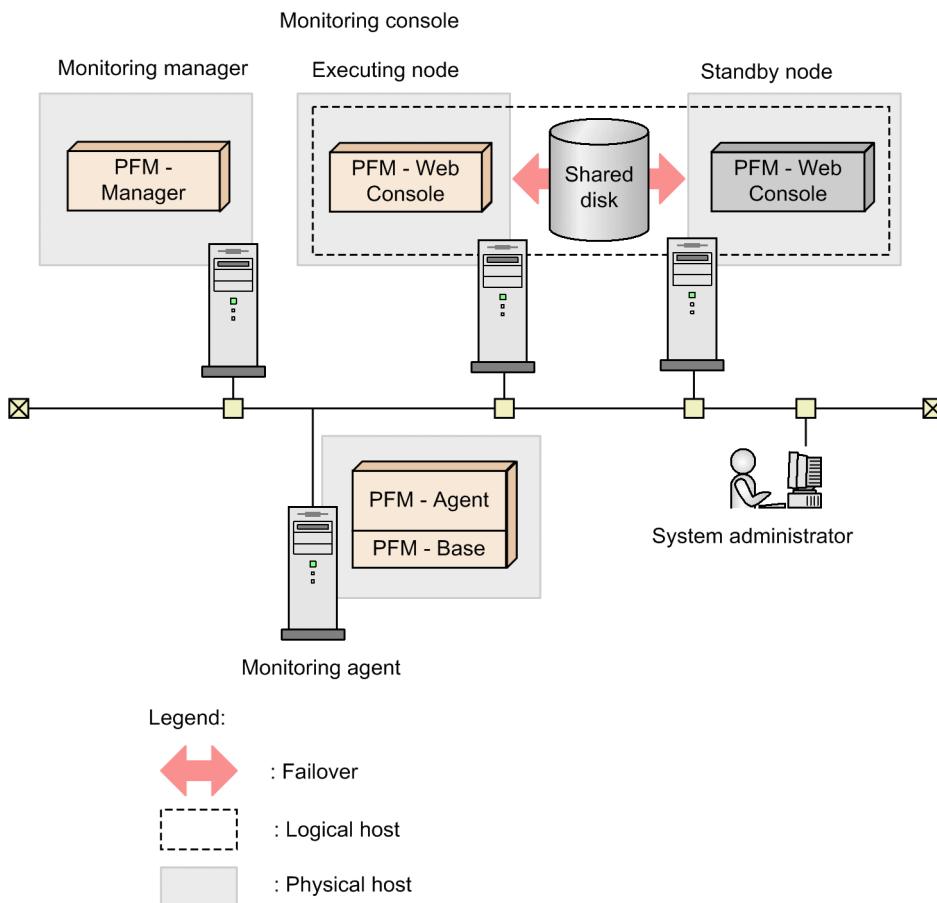 Monitoring console
Monitoring manager
Executing node
Standby node
PFM -
Manager
PFM - Web
Console
Shared
disk
PFM - Web
Console
PFM - Agent
PFM - Base
System administrator
Monitoring agent
Legend:
: Failover
: Logical host
: Physical host